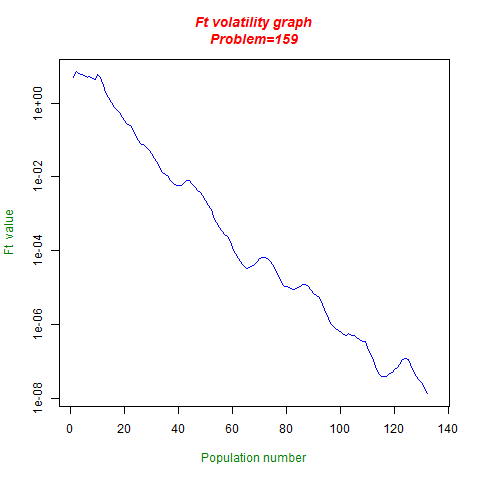 Ft volatility graph
Problem=159
1e+00
1e-02
1e-04
1e-06
1e-08
Ft value
0 20 40 60 80 100 120 140
Population number